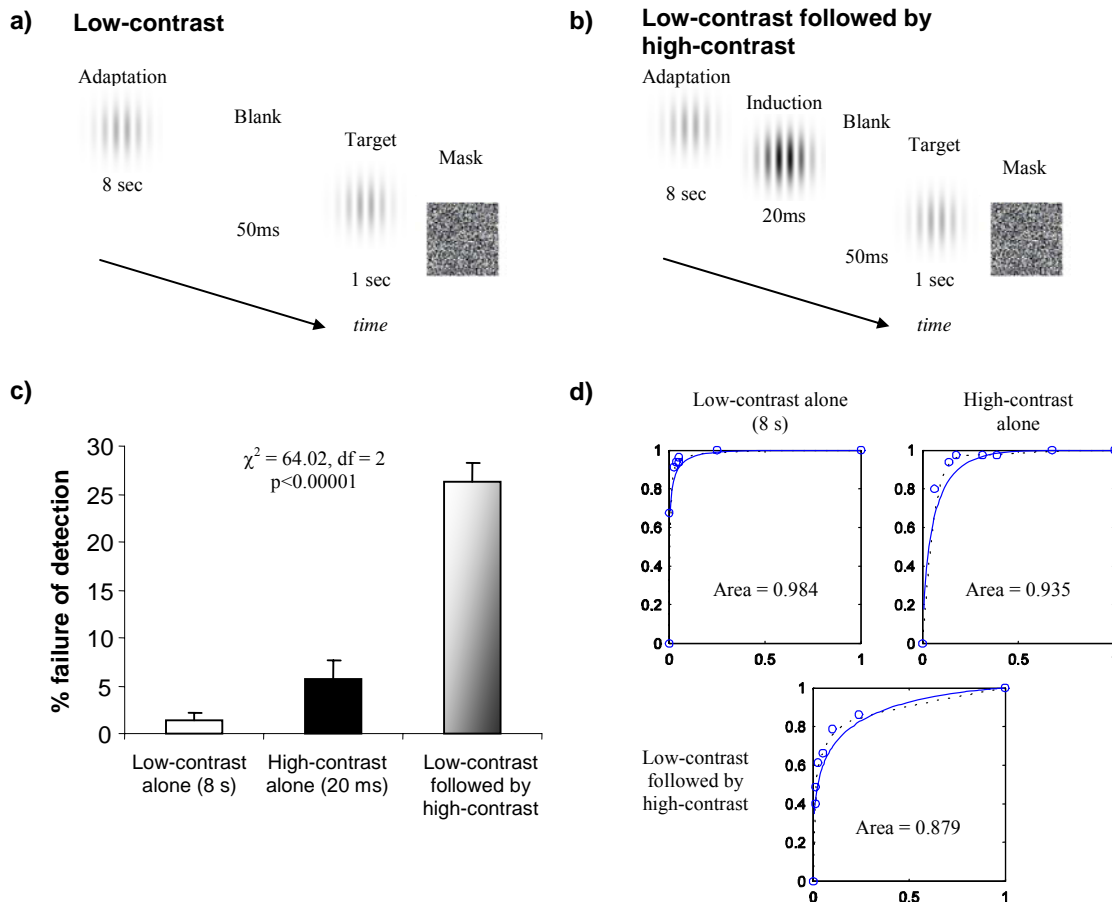 a)
Low-contrast
Adaptation
8 sec
Blank
50ms
Target
1 sec
Mask
time
b)
Low-contrast followed by
high-contrast
Adaptation
8 sec
Induction
20ms
Blank
50ms
Target
1 sec
Mask
time
c)
% failure of detection
30
25
20
15
10
5
0
χ² = 64.02, df = 2
p<0.00001
Low-contrast
alone (8 s)
High-contrast
alone (20 ms)
Low-contrast
followed by
high-contrast
d)
Low-contrast alone
(8 s)
1
0.8
0.6
0.4
0.2
0
Area = 0.984
0 0.5 1
High-contrast
alone
1
0.8
0.6
0.4
0.2
0
Area = 0.935
0 0.5
Low-contrast
followed by
high-contrast
1
0.8
0.6
0.4
0.2
0
Area = 0.879
0 0.5 1